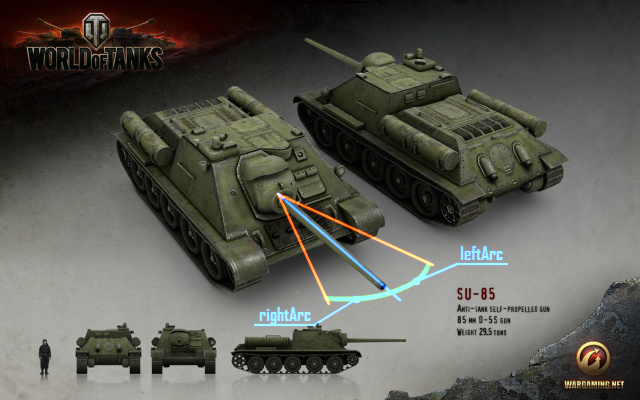 WORLD OF TANKS
leftArc
rightArc
SU-85
ANTI-TANK SELF-PROPELLED GUN
85 MM D-5S GUN
WEIGHT 29,5 TONS
WARGAMING.NET